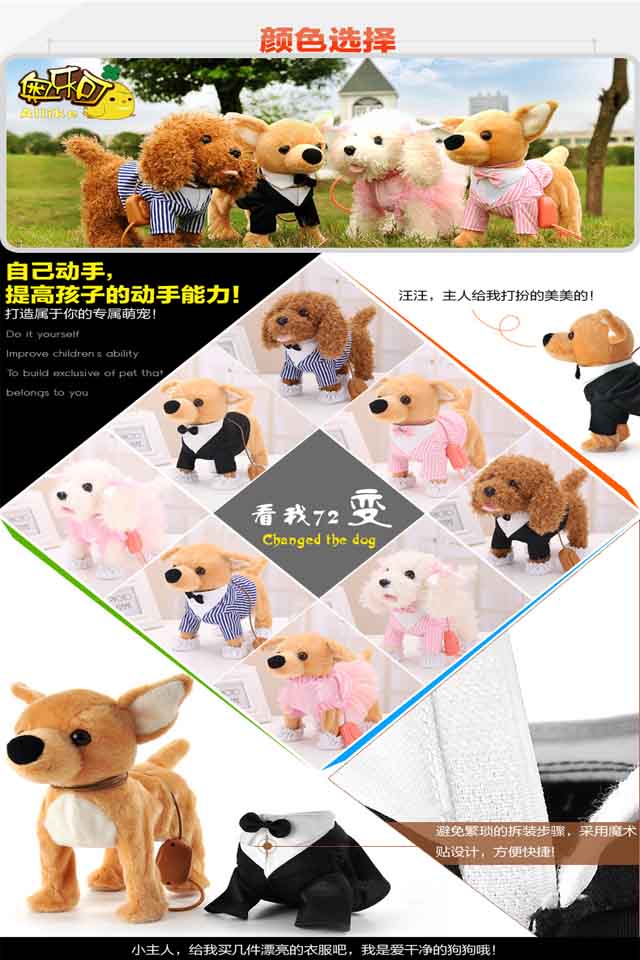 颜色选择
Allike
自己动手，
提高孩子的动手能力！
打造属于你的专属萌宠！
Do it yourself
Improve children s ability
To build exclusive of pet that
belongs to you
汪汪，主人给我打扮的美美的！
看我72变
Changed the dog
避免繁琐的拆装步骤，采用魔术
贴设计，方便快捷！
小主人，给我买几件漂亮的衣服吧，我是爱干净的狗狗哦！